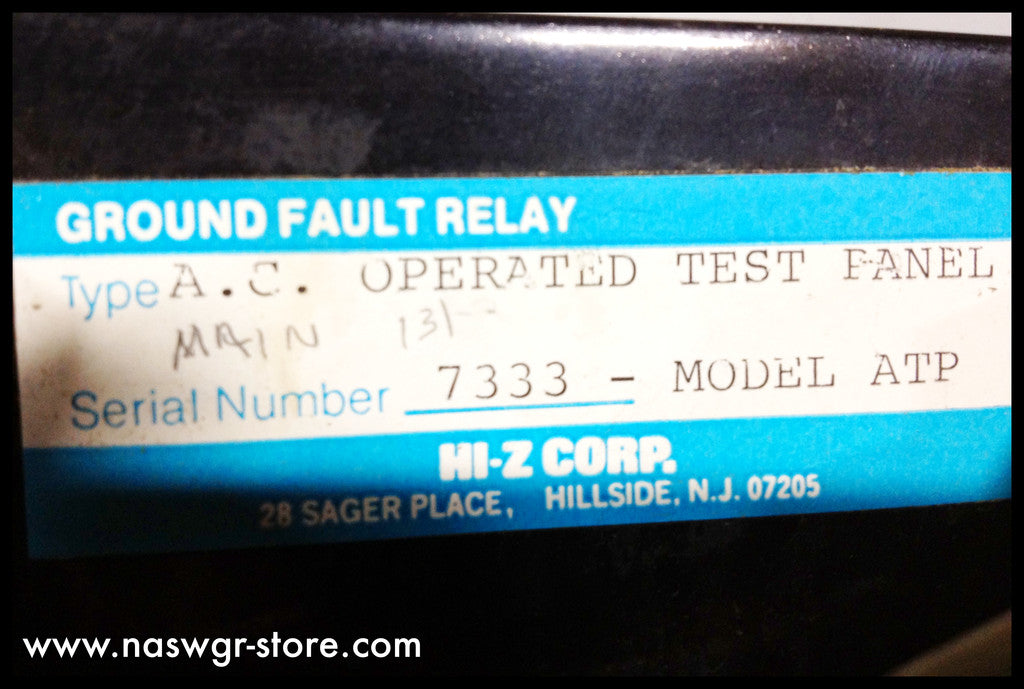 GROUND FAULT RELAY
Type A.C. OPERATED TEST PANEL
MAIN
Serial Number 7333 - MODEL ATP
HI-Z CORP.
28 SAGER PLACE, HILLSIDE, N.J. 07205
www.naswgr-store.com